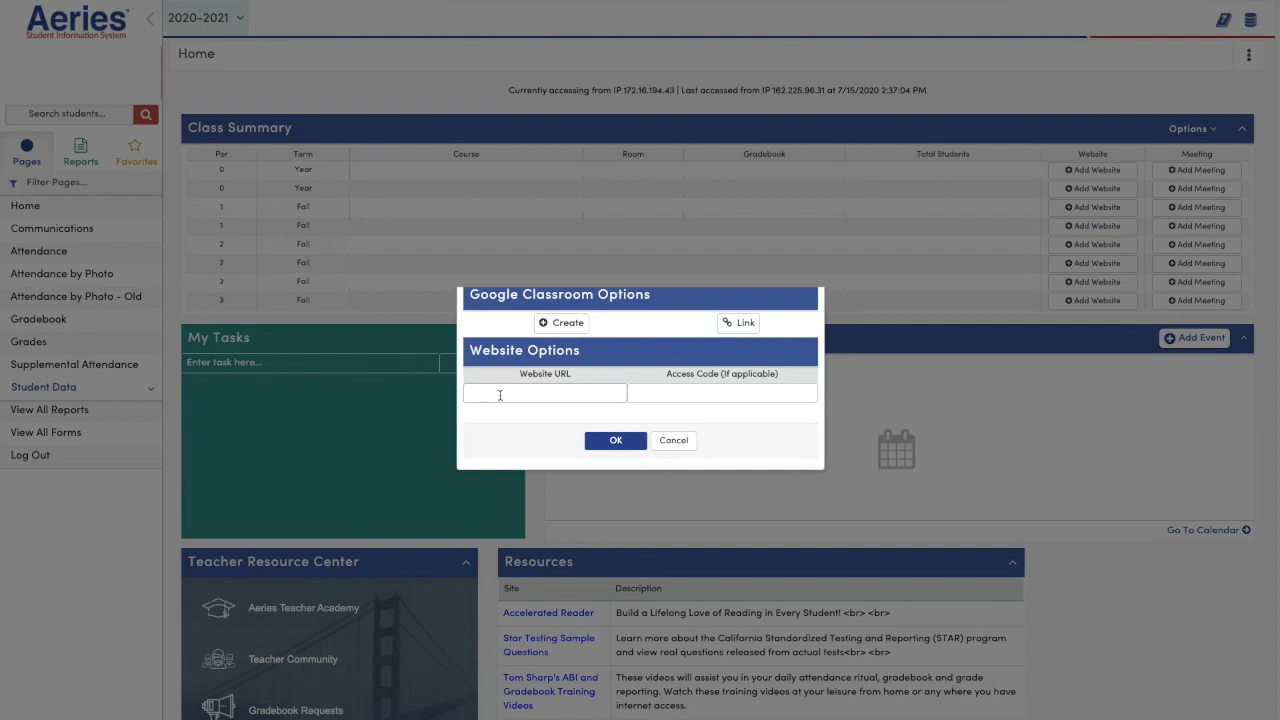 Aeries
Student Information System
2020-2021
Home
Currently accessing from IP 172.16.194.43 | Last accessed from IP 162.225.96.31 at 7/15/2020 2:37:04 PM
Search students...
Pages
Reports
Favorites
Filter Pages...
Home
Communications
Attendance
Attendance by Photo
Attendance by Photo - Old
Gradebook
Grades
Supplemental Attendance
Student Data
View All Reports
View All Forms
Log Out
Class Summary
Options
Per Term Course Room Gradebook Total Students Website Meeting
0 Year Add Website Add Meeting
0 Year Add Website Add Meeting
1 Fall Add Website Add Meeting
1 Fall Add Website Add Meeting
2 Fall Add Website Add Meeting
2 Fall Add Website Add Meeting
3 Fall Add Website Add Meeting
3 Fall Add Website Add Meeting
My Tasks
Enter task here...
Add Event
Google Classroom Options
Create
Link
Website Options
Website URL
Access Code (If applicable)
OK
Cancel
Go To Calendar
Teacher Resource Center
Aeries Teacher Academy
Teacher Community
Gradebook Requests
Resources
Site Description
Accelerated Reader Build a Lifelong Love of Reading in Every Student! <br> <br>
Star Testing Sample Learn more about the California Standardized Testing and Reporting (STAR) program
Questions and view real questions released from actual tests<br> <br>
Tom Sharp's ABI and These videos will assist you in your daily attendance ritual, gradebook and grade
Gradebook Training reporting. Watch these training videos at your leisure from home or any where you have
Videos internet access.